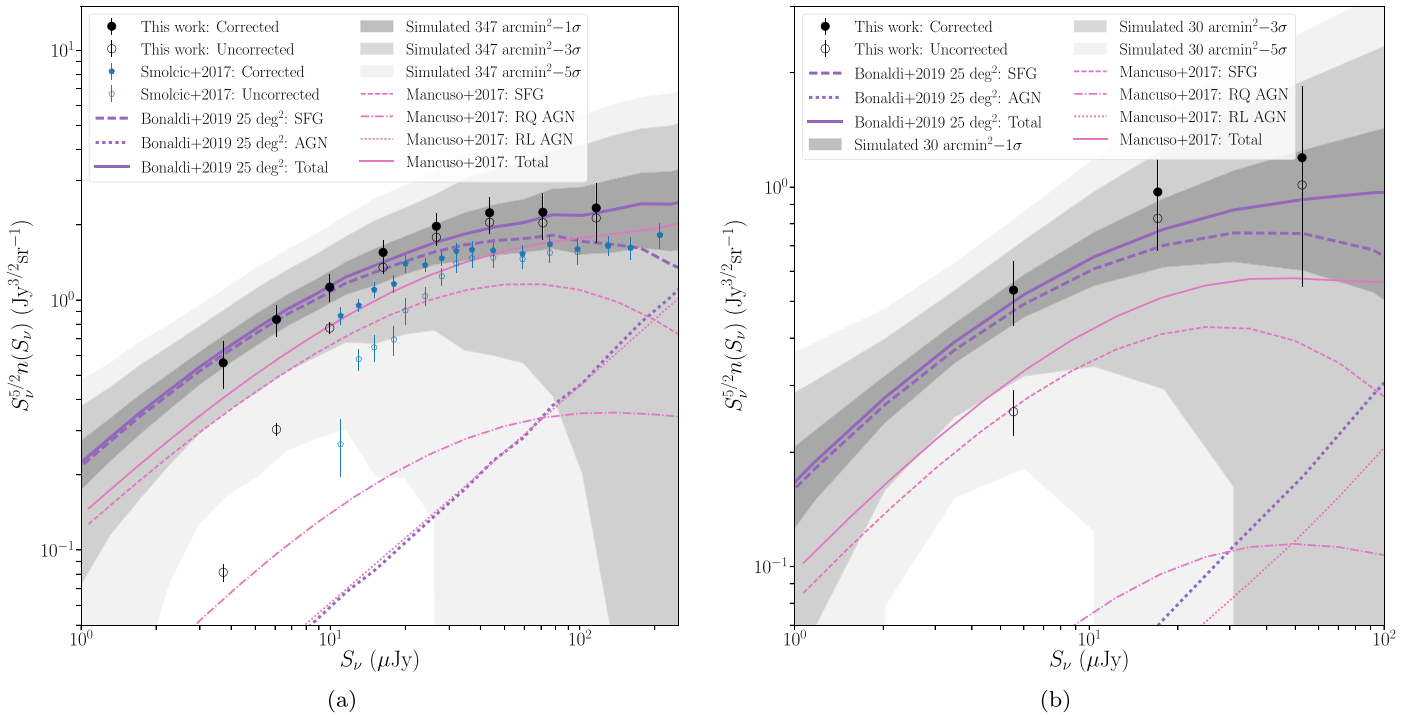 This work: Corrected
This work: Uncorrected
Smolcic+2017: Corrected
Smolcic+2017: Uncorrected
Bonaldi+2019 25 deg²: SFG
Bonaldi+2019 25 deg²: AGN
Bonaldi+2019 25 deg²: Total
Simulated 347 arcmin²−1σ
Simulated 347 arcmin²−3σ
Simulated 347 arcmin²−5σ
Mancuso+2017: SFG
Mancuso+2017: RQ AGN
Mancuso+2017: RL AGN
Mancuso+2017: Total
10¹
10⁰
10⁻¹
S_ν^{5/2} n(S_ν) (Jy^{3/2}sr⁻¹)
10⁰ 10¹ 10²
S_ν (μJy)
(a)
This work: Corrected
This work: Uncorrected
Bonaldi+2019 25 deg²: SFG
Bonaldi+2019 25 deg²: AGN
Bonaldi+2019 25 deg²: Total
Simulated 30 arcmin²−1σ
Simulated 30 arcmin²−3σ
Simulated 30 arcmin²−5σ
Mancuso+2017: SFG
Mancuso+2017: RQ AGN
Mancuso+2017: RL AGN
Mancuso+2017: Total
10⁰
10⁻¹
S_ν^{5/2} n(S_ν) (Jy^{3/2}sr⁻¹)
10⁰ 10¹ 10²
S_ν (μJy)
(b)